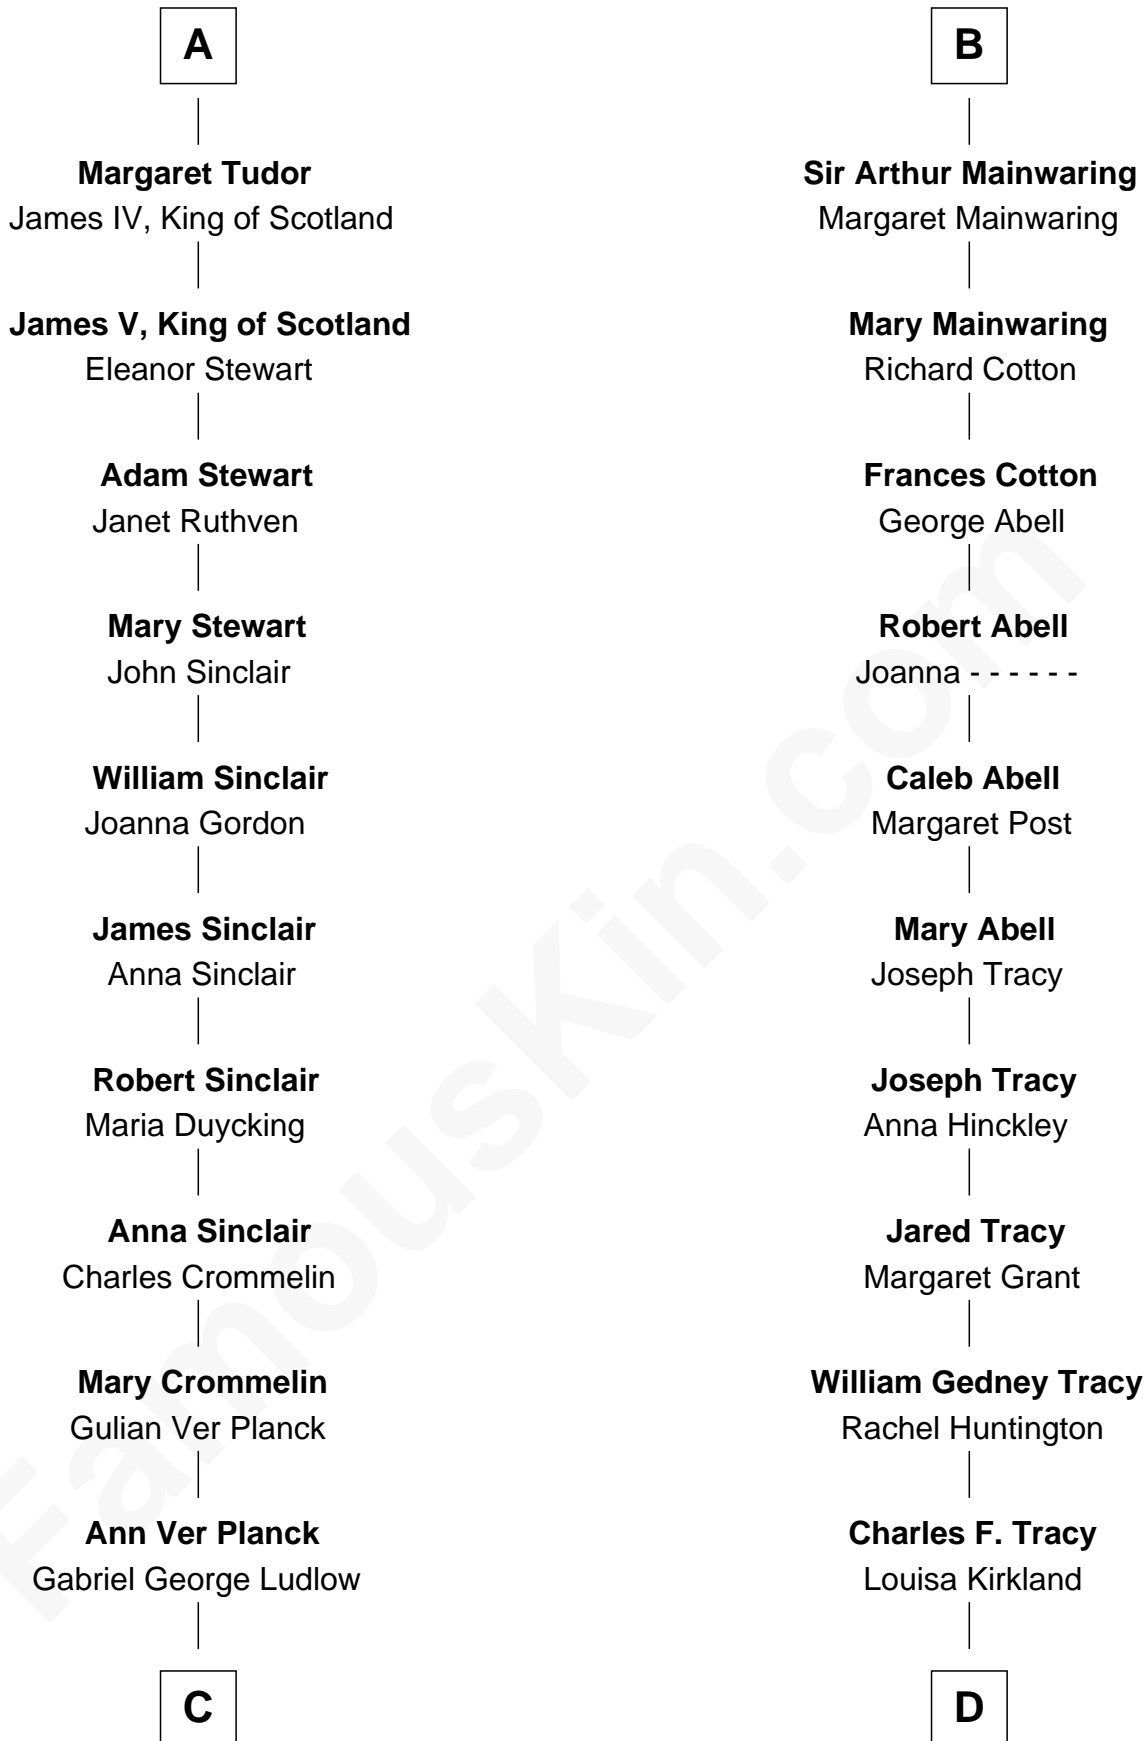 A
Margaret Tudor
James IV, King of Scotland
James V, King of Scotland
Eleanor Stewart
Adam Stewart
Janet Ruthven
Mary Stewart
John Sinclair
William Sinclair
Joanna Gordon
James Sinclair
Anna Sinclair
Robert Sinclair
Maria Duycking
Anna Sinclair
Charles Crommelin
Mary Crommelin
Gulian Ver Planck
Ann Ver Planck
Gabriel George Ludlow
C
B
Sir Arthur Mainwaring
Margaret Mainwaring
Mary Mainwaring
Richard Cotton
Frances Cotton
George Abell
Robert Abell
Joanna - - - - - -
Caleb Abell
Margaret Post
Mary Abell
Joseph Tracy
Joseph Tracy
Anna Hinckley
Jared Tracy
Margaret Grant
William Gedney Tracy
Rachel Huntington
Charles F. Tracy
Louisa Kirkland
D
FamousKin.com